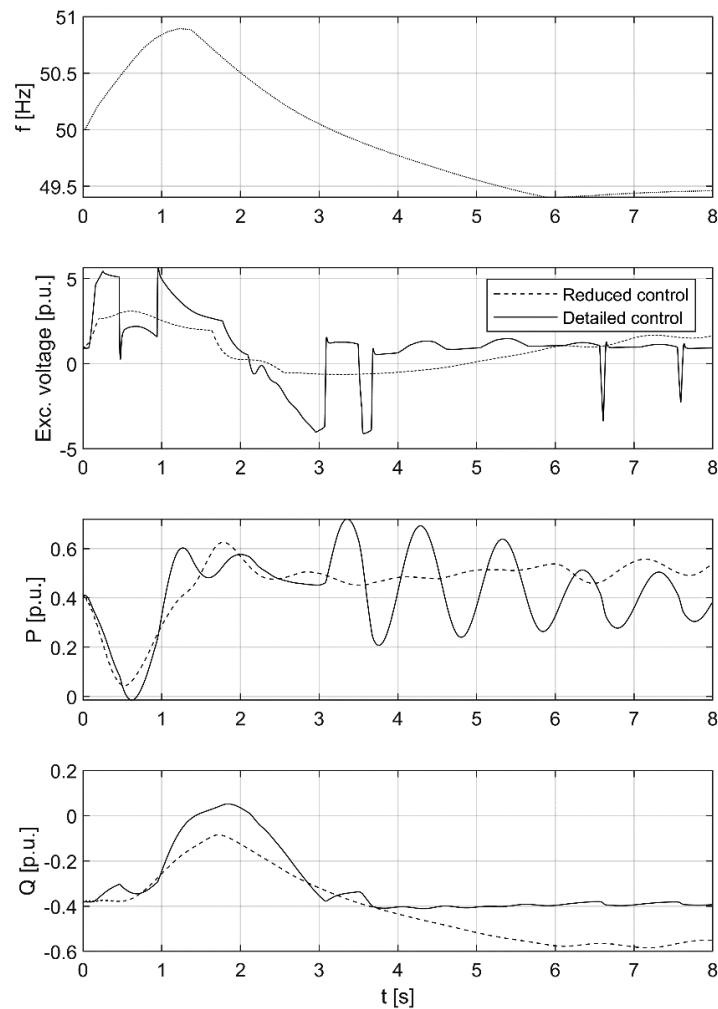 51
50.5
50
49.5
f [Hz]
0 1 2 3 4 5 6 7 8
5
0
-5
Exc. voltage [p.u.]
Reduced control
Detailed control
0 1 2 3 4 5 6 7 8
0.6
0.4
0.2
0
P [p.u.]
0 1 2 3 4 5 6 7 8
0.2
0
-0.2
-0.4
-0.6
Q [p.u.]
0 1 2 3 4 5 6 7 8
t [s]